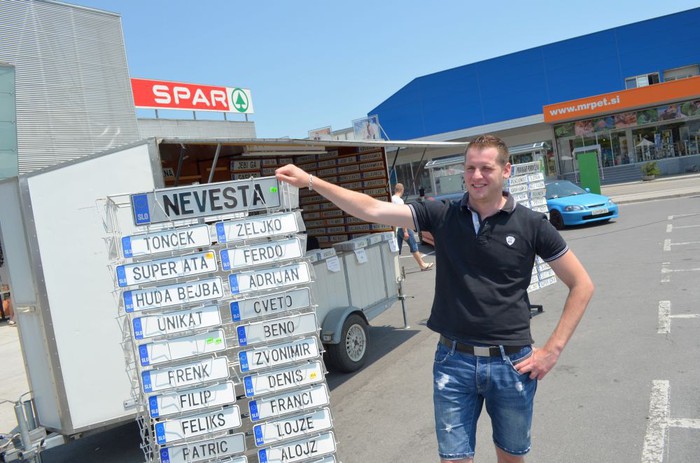 SPAR
www.mrpet.si
SLO NEVESTA
TONČEK
SUPER ATA
HUDA BEJBA
UNIKAT
FRENK
FILIP
FELIKS
PATRIC
ŽELJKO
FERDO
ADRIJAN
CVETO
BENO
ZVONIMIR
DENIS
FRANCI
LOJZE
ALOJZ